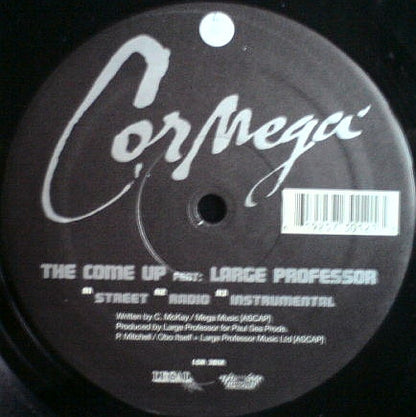 Cormega
THE COME UP FEAT: LARGE PROFESSOR
A1 STREET A2 RADIO A3 INSTRUMENTAL
Written by C. McKay / Mega Music [ASCAP]
Produced by Large Professor for Paul Sea Prods.
P. Mitchell / Obo Itself - Large Professor Music Ltd [ASCAP]
LEGAL